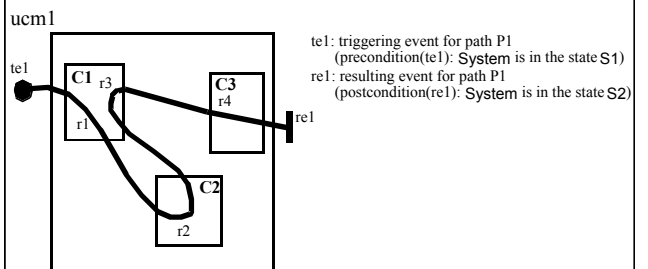 ucm1
te1: triggering event for path P1
(precondition(te1): System is in the state S1)
re1: resulting event for path P1
(postcondition(re1): System is in the state S2)
te1
C1
r3
C3
r4
r1
re1
C2
r2